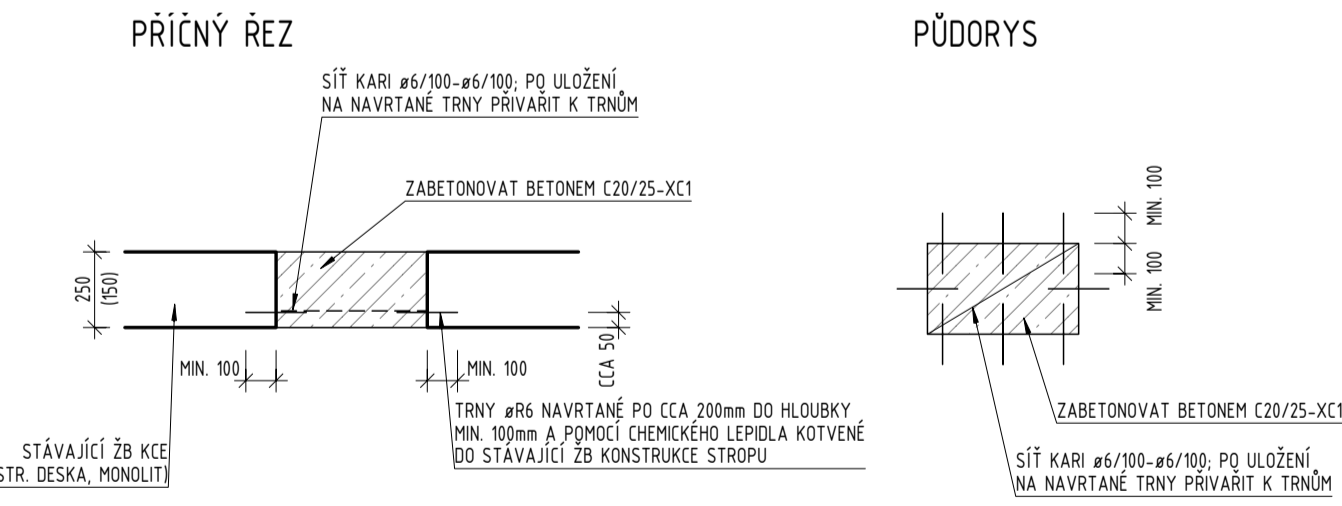 PŘÍČNÝ ŘEZ
SÍŤ KARI ø6/100-ø6/100; PO ULOŽENÍ
NA NAVRTANÉ TRNY PŘIVAŘIT K TRNŮM
ZABETONOVAT BETONEM C20/25-XC1
250
(150)
MIN. 100
MIN. 100
CCA 50
TRNY øR6 NAVRTANÉ PO CCA 200mm DO HLOUBKY
MIN. 100mm A POMOCÍ CHEMICKÉHO LEPIDLA KOTVENÉ
DO STÁVAJÍCÍ ŽB KONSTRUKCE STROPU
STÁVAJÍCÍ ŽB KCE
STR. DESKA, MONOLIT)
PŮDORYS
MIN. 100
MIN. 100
ZABETONOVAT BETONEM C20/25-XC1
SÍŤ KARI ø6/100-ø6/100; PO ULOŽENÍ
NA NAVRTANÉ TRNY PŘIVAŘIT K TRNŮM